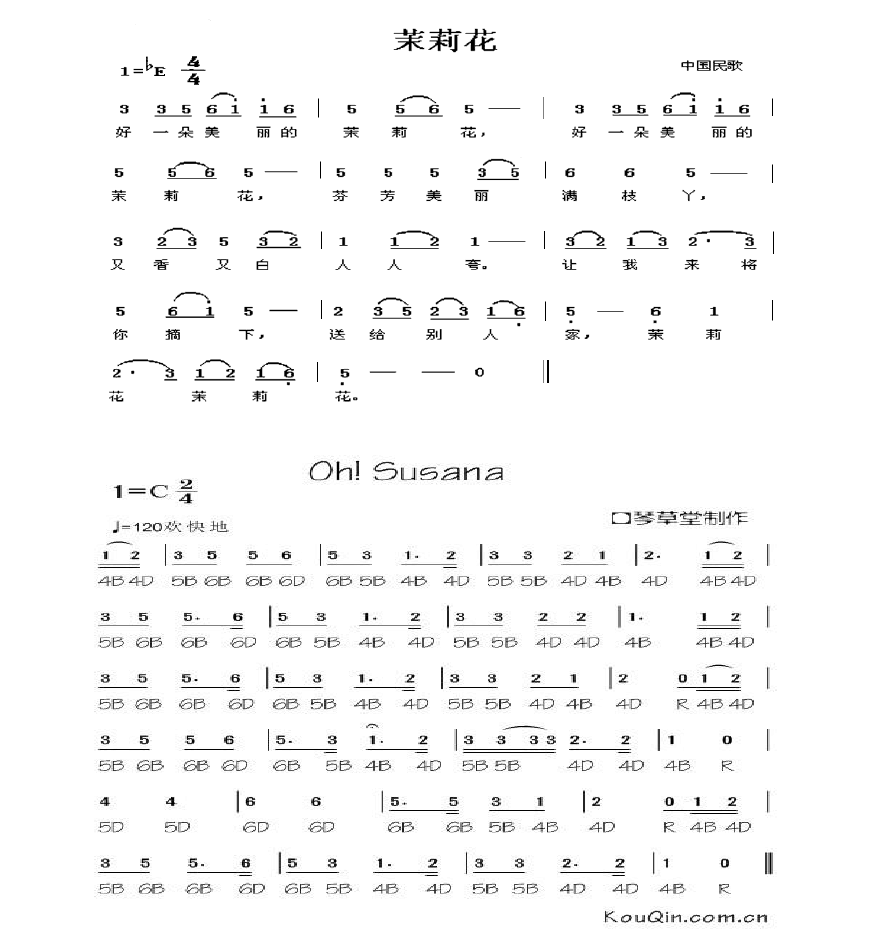 茉莉花
1=♭E 4/4 中国民歌
3 3 5 6 i i 6 | 5 5 6 5 — | 3 3 5 6 i i 6 |
好 一 朵 美 丽 的 茉 莉 花， 好 一 朵 美 丽 的
5 5 6 5 — | 5 5 5 3 5 | 6 6 5 — |
茉 莉 花， 芬 芳 美 丽 满 枝 丫，
3 2 3 5 3 2 | 1 1 2 1 — | 3 2 1 3 2 · 3
又 香 又 白 人 人 夸。 让 我 来 将
5 6 i 5 — | 2 3 5 2 3 1 6 | 5 · 6 1 |
你 摘 下， 送 给 别 人 家， 茉 莉
2 · 3 1 2 1 6 | 5 — — 0 ‖
花 茉 莉 花。
Oh! Susana
1=C 2/4
♩=120 欢 快 地 口琴草堂制作
1 2 | 3 5 5 6 | 5 3 1· 2 | 3 3 2 1 | 2· 1 2 |
4B 4D 5B 6B 6B 6D 6B 5B 4B 4D 5B 5B 4D 4B 4D 4B 4D
3 5 5· 6 | 5 3 1· 2 | 3 3 2 2 | 1· 1 2 |
5B 6B 6B 6D 6B 5B 4B 4D 5B 5B 4D 4D 4B 4B 4D
3 5 5· 6 | 5 3 1· 2 | 3 3 2 1 | 2 0 1 2 |
5B 6B 6B 6D 6B 5B 4B 4D 5B 5B 4D 4B 4D R 4B 4D
3 5 5 6 | 5· 3 1· 2 | 3 3 3 3 2· 2 | 1 0 |
5B 6B 6B 6D 6B 5B 4B 4D 5B 5B 4D 4D 4B R
4 4 | 6 6 | 5· 5 3 1 | 2 0 1 2 |
5D 5D 6D 6D 6B 6B 5B 4B 4D R 4B 4D
3 5 5· 6 | 5 3 1· 2 | 3 3 2· 2 | 1 0 ‖
5B 6B 6B 6D 6B 5B 4B 4D 5B 5B 4D 4D 4B R
KouQin.com.cn